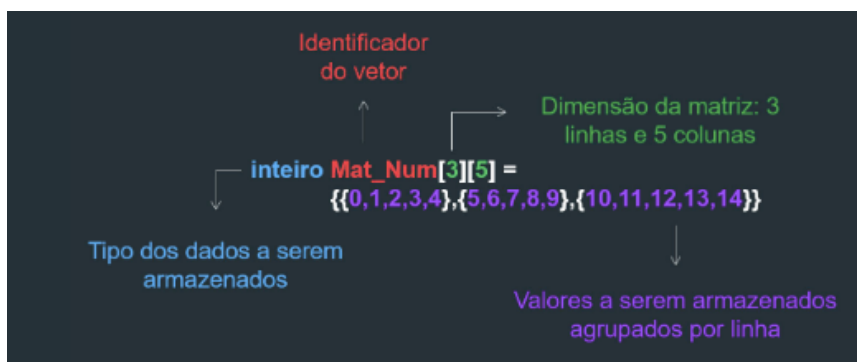 Identificador
do vetor
Dimensão da matriz: 3
linhas e 5 colunas
inteiro Mat_Num[3][5] =
{{0,1,2,3,4},{5,6,7,8,9},{10,11,12,13,14}}
Tipo dos dados a serem
armazenados
Valores a serem armazenados
agrupados por linha